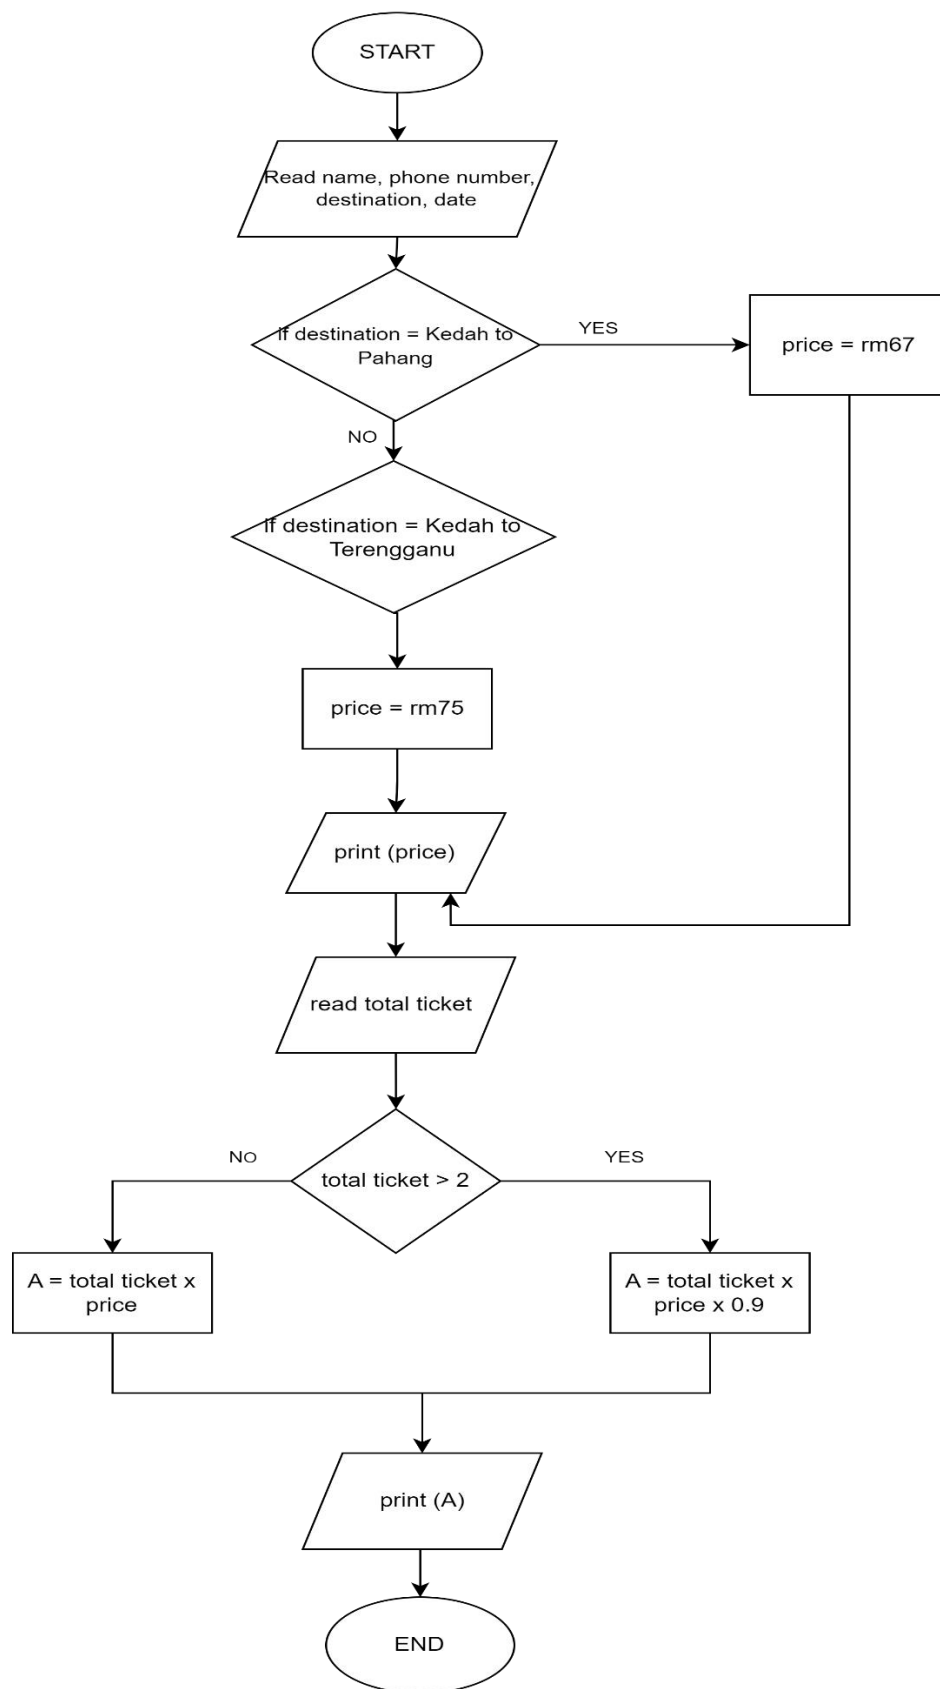 START
Read name, phone number,
destination, date
If destination = Kedah to
Pahang
YES
price = rm67
NO
If destination = Kedah to
Terengganu
price = rm75
print (price)
read total ticket
total ticket > 2
NO
YES
A = total ticket x
price
A = total ticket x
price x 0.9
print (A)
END